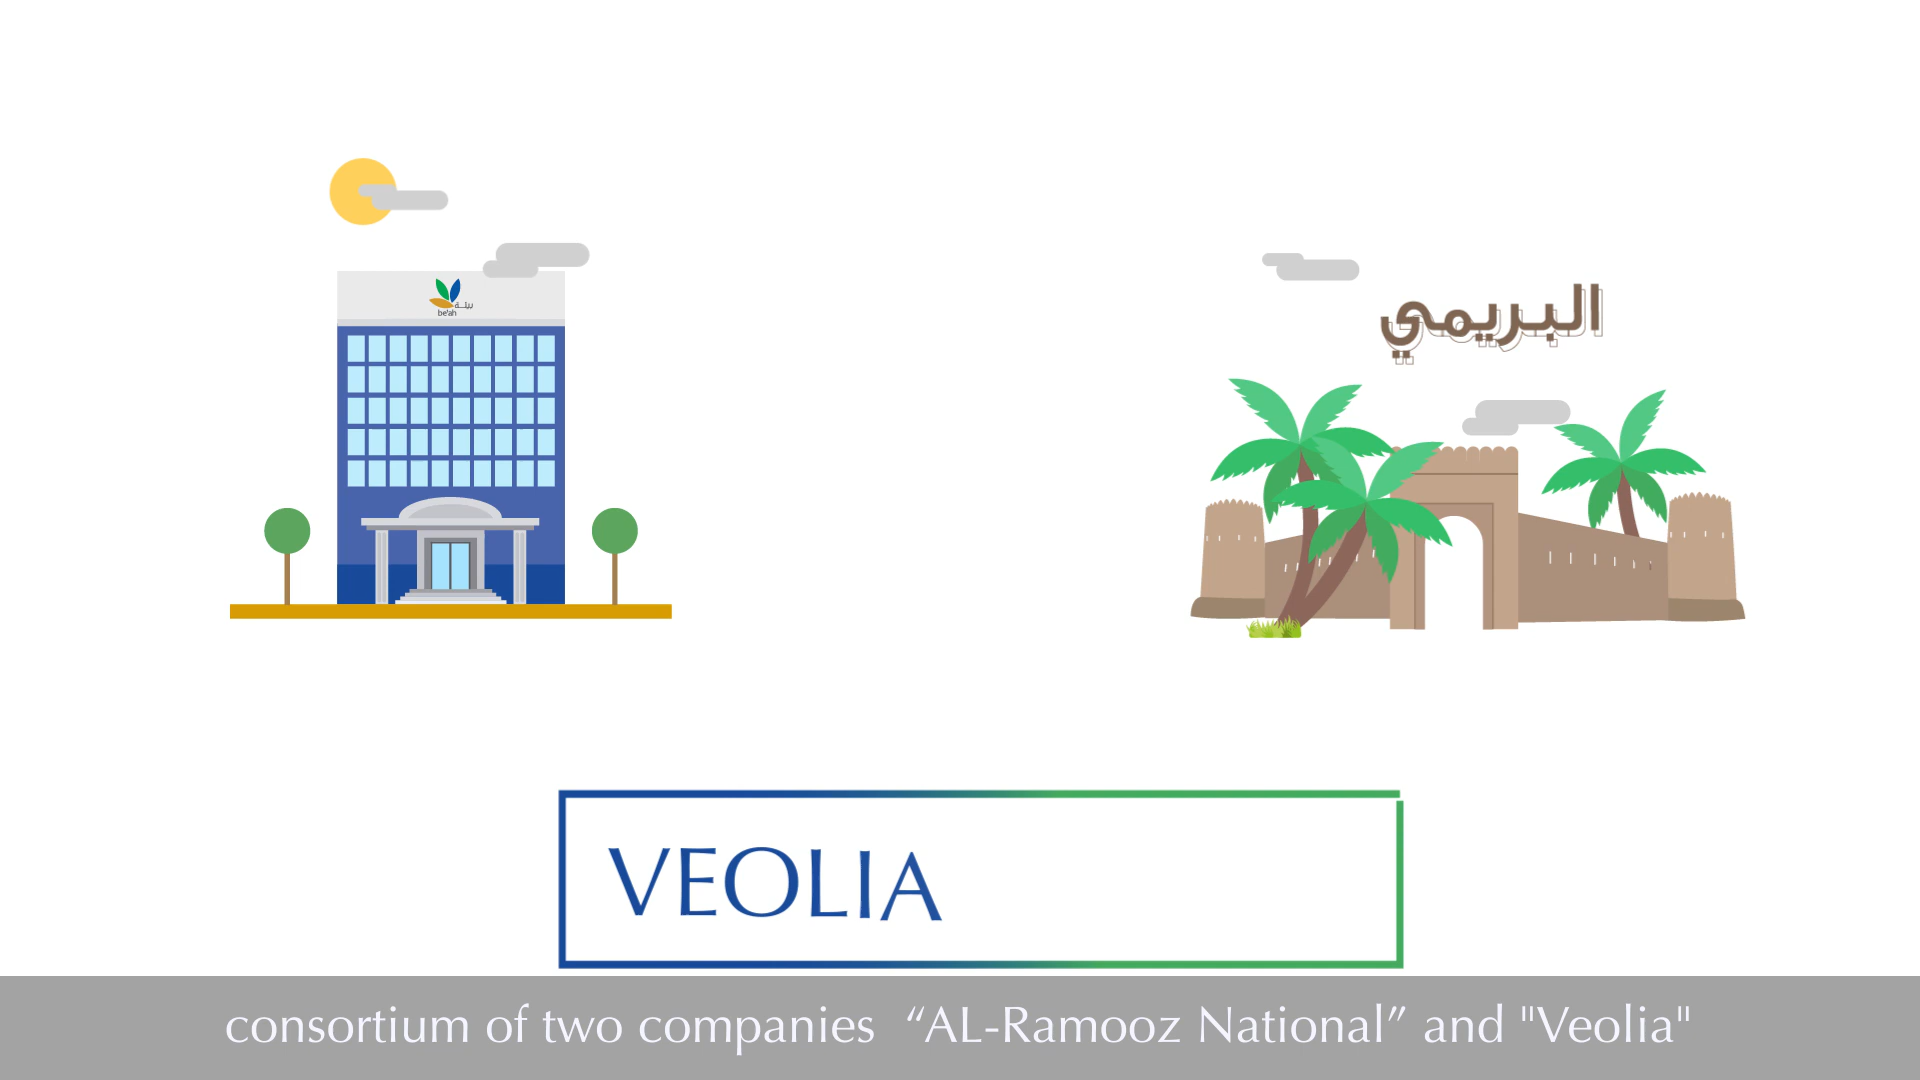 بيئة
be'ah
البريمي
VEOLIA
consortium of two companies “AL-Ramooz National” and "Veolia"